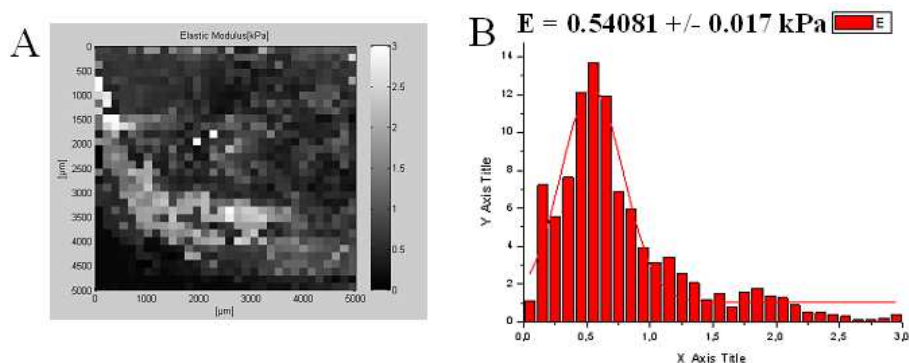 A
Elastic Modulus[kPa]
0
500
1000
1500
2000
2500
3000
3500
4000
4500
5000
[µm]
0 1000 2000 3000 4000 5000
[µm]
3
2.5
2
1.5
1
0.5
0
B
E = 0.54081 +/- 0.017 kPa
E
14
12
10
8
6
4
2
0
Y Axis Title
0,0 0,5 1,0 1,5 2,0 2,5 3,0
X Axis Title